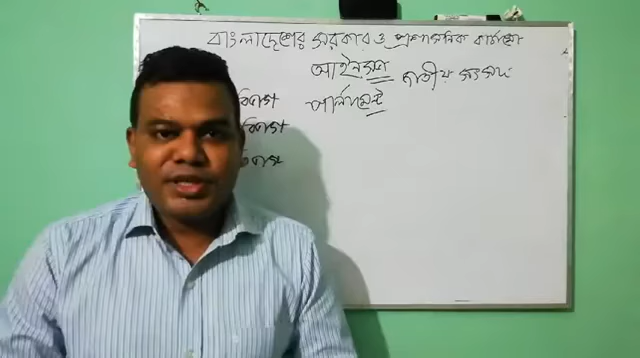 বাংলাদেশের সরকার ও প্রশাসনিক কাঠামো
আইনসভা জাতীয় সংসদ
বিভাগ পার্লামেন্ট
বিভাগ
বিভাগ